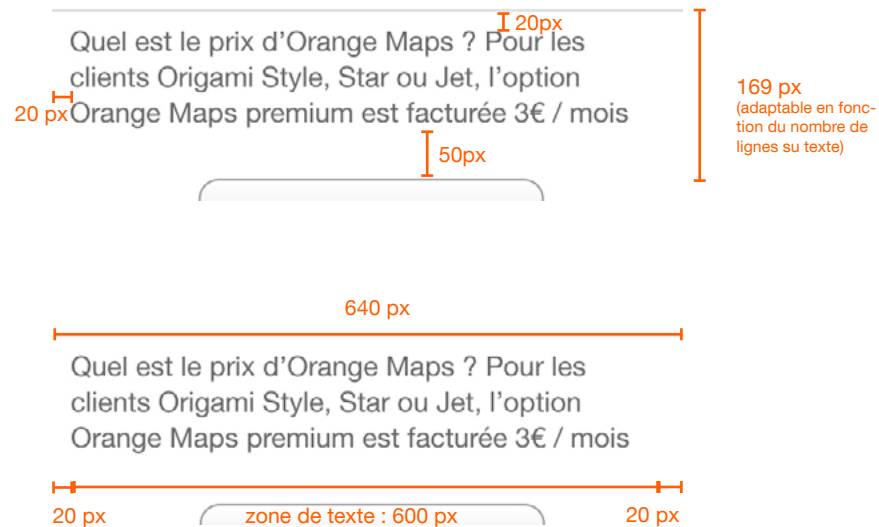 20px
Quel est le prix d’Orange Maps ? Pour les
clients Origami Style, Star ou Jet, l’option
20 px
Orange Maps premium est facturée 3€ / mois
169 px
(adaptable en fonc-
tion du nombre de
lignes su texte)
50px
640 px
Quel est le prix d’Orange Maps ? Pour les
clients Origami Style, Star ou Jet, l’option
Orange Maps premium est facturée 3€ / mois
20 px
zone de texte : 600 px
20 px